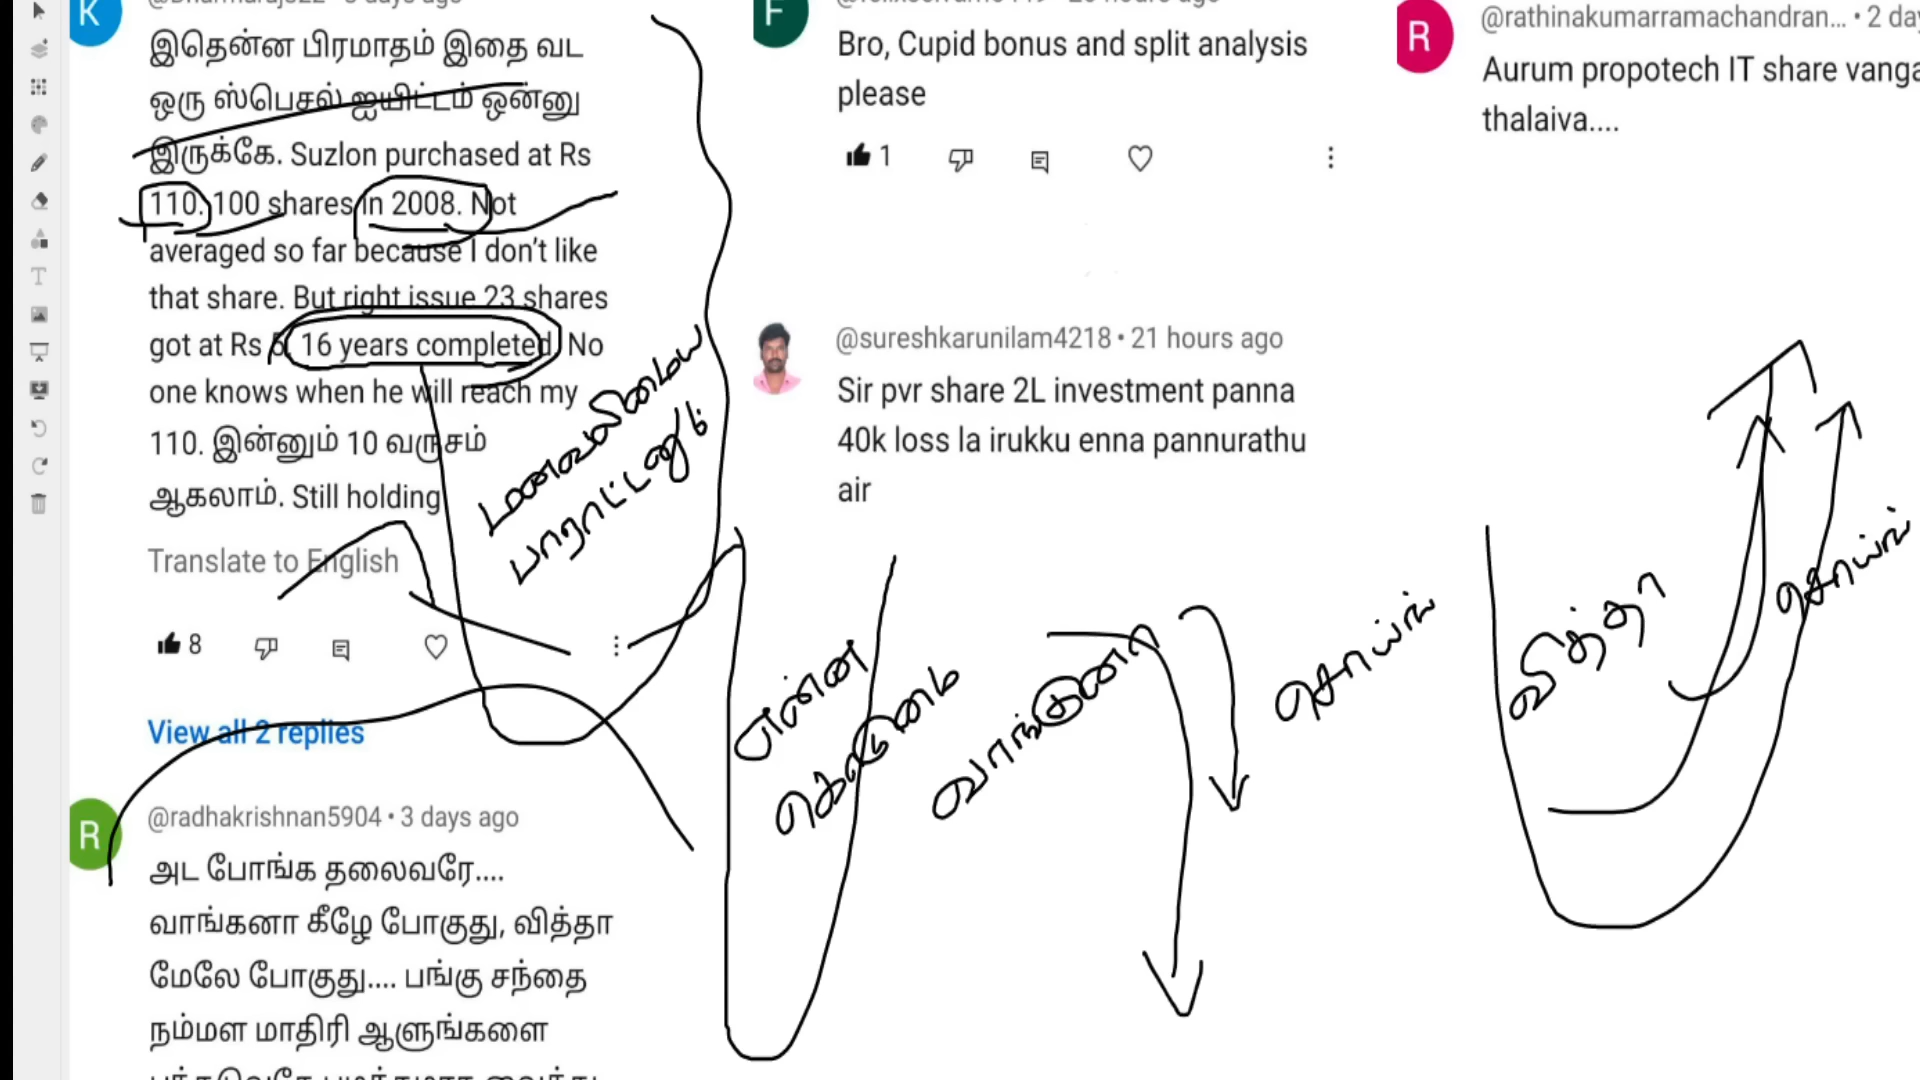 K
இதென்ன பிரமாதம் இதை வட
ஒரு ஸ்பெசல் ஐயிட்டம் ஒன்னு
இருக்கே. Suzlon purchased at Rs
110. 100 shares in 2008. Not
averaged so far because I don’t like
that share. But right issue 23 shares
got at Rs 5. 16 years completed. No
one knows when he will reach my
110. இன்னும் 10 வருசம்
ஆகலாம். Still holding
Translate to English
8
View all 2 replies
R
@radhakrishnan5904 • 3 days ago
அட போங்க தலைவரே....
வாங்கனா கீழே போகுது, வித்தா
மேலே போகுது.... பங்கு சந்தை
நம்மள மாதிரி ஆளுங்களை
F
Bro, Cupid bonus and split analysis
please
1
@sureshkarunilam4218 • 21 hours ago
Sir pvr share 2L investment panna
40k loss la irukku enna pannurathu
air
R
@rathinakumarramachandran... • 2 day
Aurum propotech IT share vanga
thalaiva....
என்ன
வித்தா
T